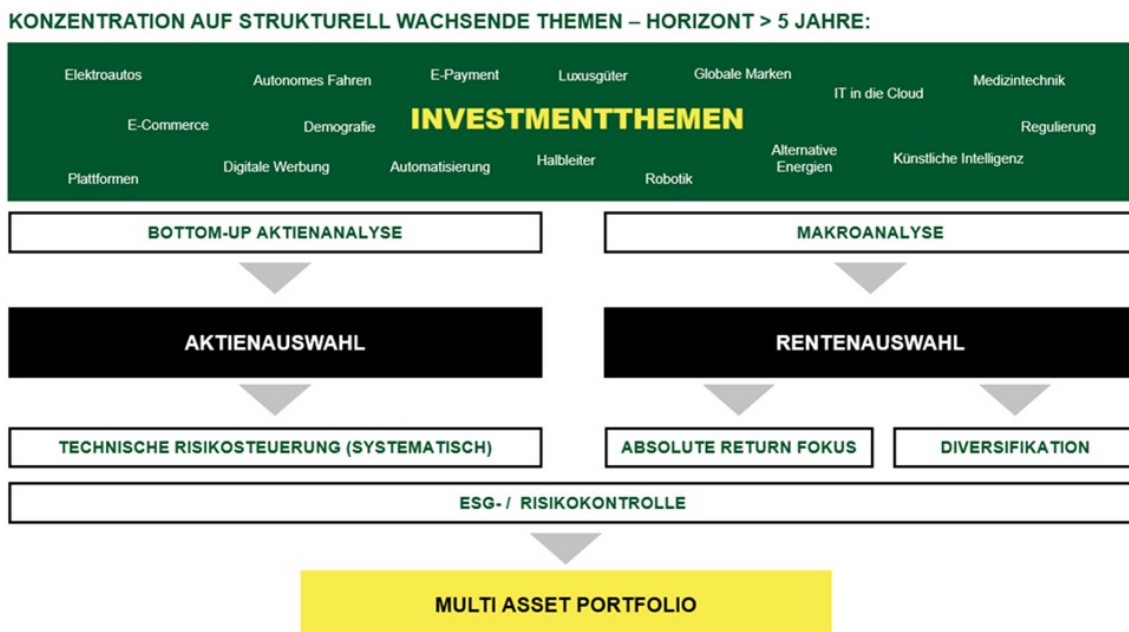 KONZENTRATION AUF STRUKTURELL WACHSENDE THEMEN – HORIZONT > 5 JAHRE:
Elektroautos
Autonomes Fahren
E-Payment
Luxusgüter
Globale Marken
IT in die Cloud
Medizintechnik
E-Commerce
Demografie
INVESTMENTTHEMEN
Regulierung
Plattformen
Digitale Werbung
Automatisierung
Halbleiter
Robotik
Alternative
Energien
Künstliche Intelligenz
BOTTOM-UP AKTIENANALYSE
MAKROANALYSE
AKTIENAUSWAHL
RENTENAUSWAHL
TECHNISCHE RISIKOSTEUERUNG (SYSTEMATISCH)
ABSOLUTE RETURN FOKUS
DIVERSIFIKATION
ESG- / RISIKOKONTROLLE
MULTI ASSET PORTFOLIO